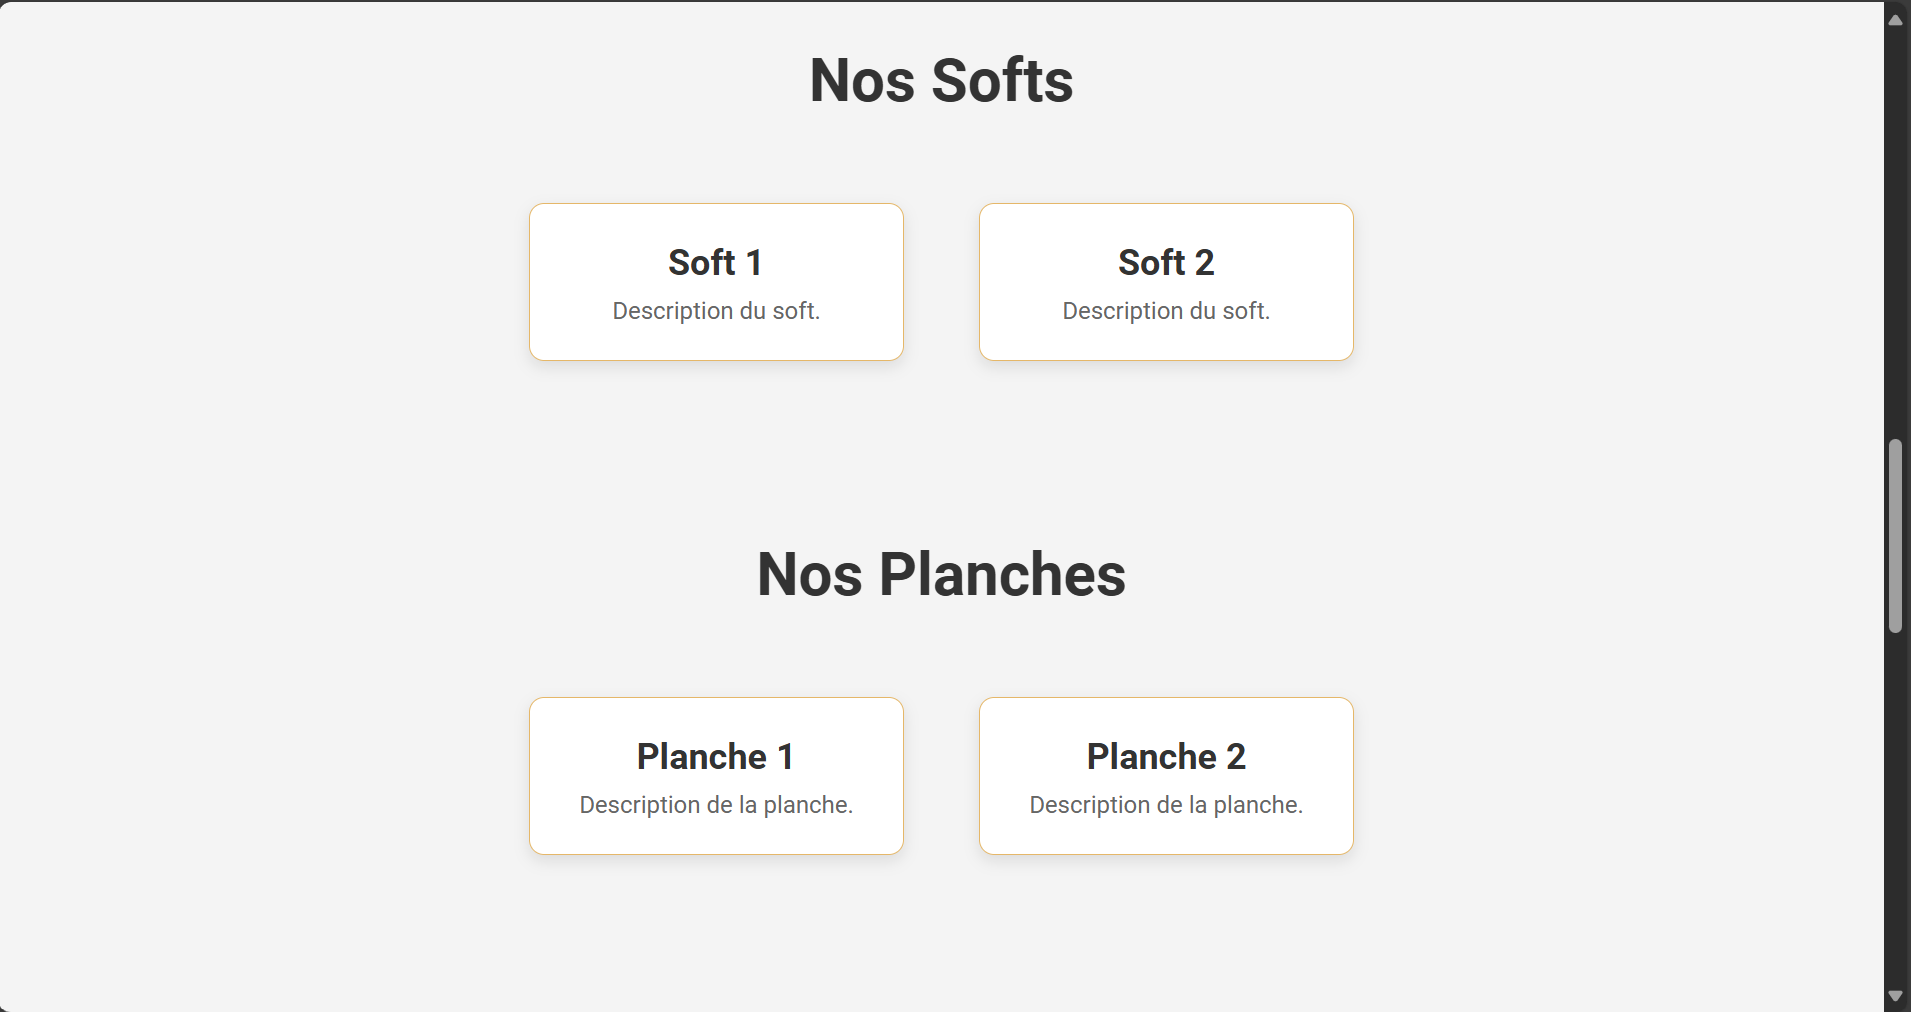 Nos Softs
Soft 1
Description du soft.
Soft 2
Description du soft.
Nos Planches
Planche 1
Description de la planche.
Planche 2
Description de la planche.